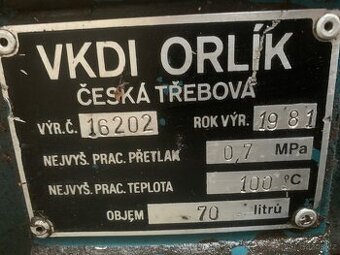 VKDI ORLÍK
ČESKÁ TŘEBOVÁ
VÝR.Č. 16202 ROK VÝR. 1981
NEJVYŠ. PRAC. PŘETLAK 0,7 MPa
NEJVYŠ. PRAC. TEPLOTA 100 °C
OBJEM 70 litrů